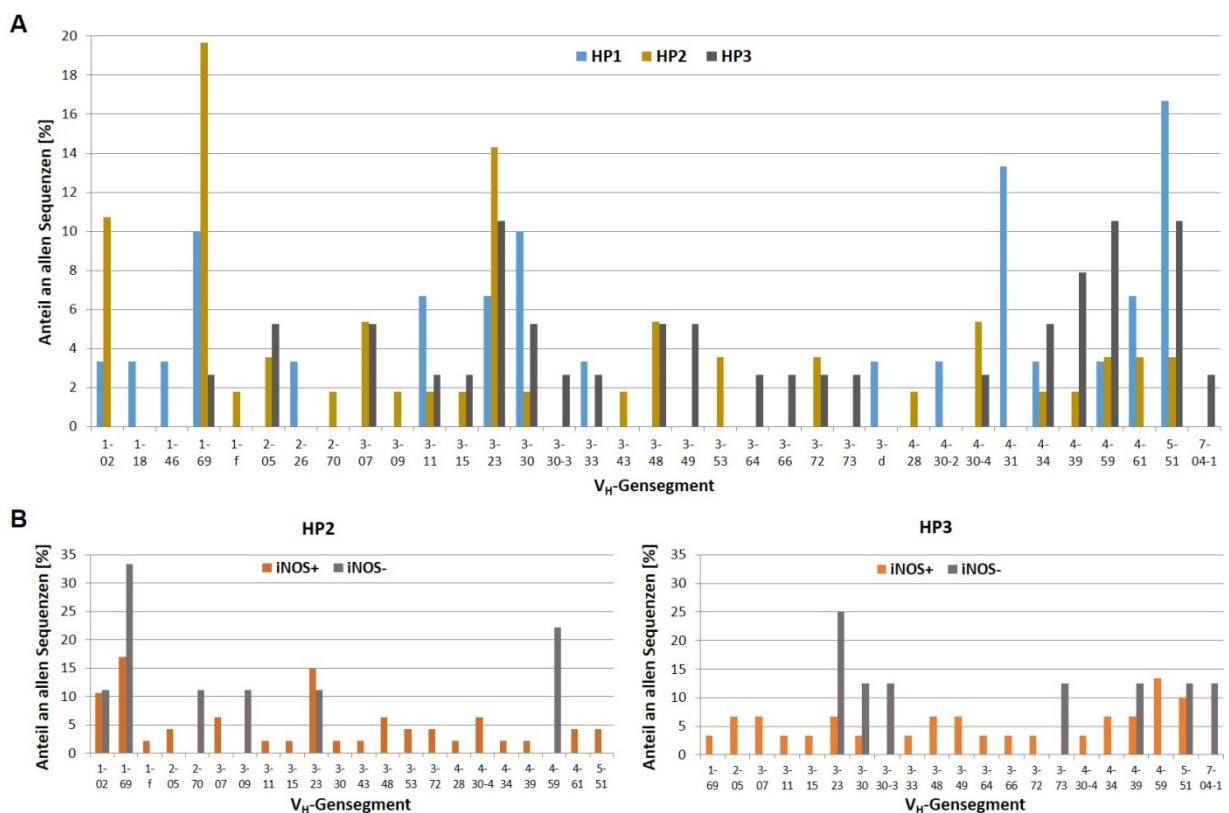 A
20
18
16
14
12
10
8
6
4
2
0
Anteil an allen Sequenzen [%]
HP1 HP2 HP3
1- 1- 1- 1- 1- 2- 2- 2- 3- 3- 3- 3- 3- 3- 3- 3- 3- 3- 3- 3- 3- 3- 3- 3- 3- 4- 4- 4- 4- 4- 4- 4- 4- 5- 7-
02 18 46 69 f 05 26 70 07 09 11 15 23 30 30-3 33 43 48 49 53 64 66 72 73 d 28 30-2 30-4 31 34 39 59 61 51 04-1
VH-Gensegment
B
HP2
35
30
25
20
15
10
5
0
Anteil an allen Sequenzen [%]
iNOS+ iNOS-
1- 1- 1- 2- 2- 3- 3- 3- 3- 3- 3- 3- 3- 3- 3- 4- 4- 4- 4- 4- 4- 5-
02 69 f 05 70 07 09 11 15 23 30 43 48 53 72 28 30-4 34 39 59 61 51
VH-Gensegment
HP3
35
30
25
20
15
10
5
0
Anteil an allen Sequenzen [%]
iNOS+ iNOS-
1- 2- 3- 3- 3- 3- 3- 3- 3- 3- 3- 3- 3- 3- 3- 4- 4- 4- 4- 5- 7-
69 05 07 11 15 23 30 30-3 33 48 49 64 66 72 73 30-4 34 39 59 51 04-1
VH-Gensegment